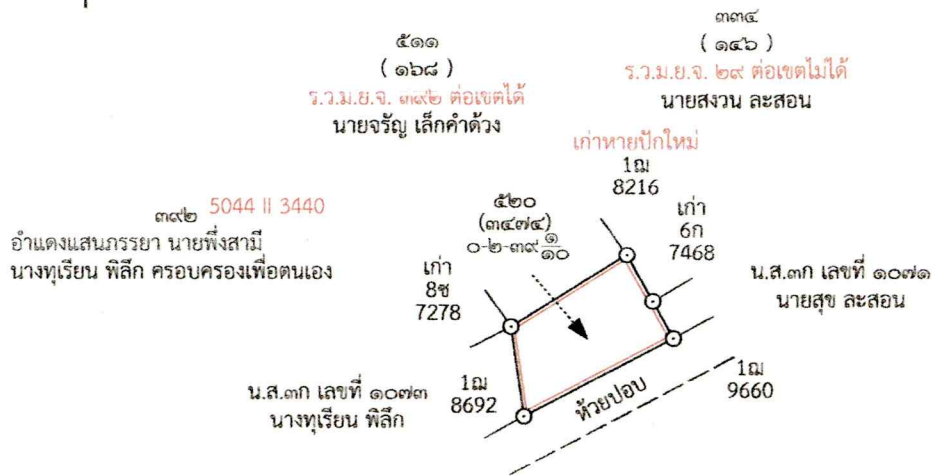 ๓๓๔
( ๑๔๖ )
ร.ว.ม.ย.จ. ๒๙ ต่อเขตไม่ได้
นายสงวน ละสอน
๕๑๑
( ๑๖๘ )
ร.ว.ม.ย.จ. ๓๙๒ ต่อเขตได้
นายจรัญ เล็กคำด้วง
เก่าหายปักใหม่
1ฌ
8216
๓๙๒ 5044 II 3440
อำแดงแสนภรรยา นายพึ่งสามี
นางทุเรียน พิลึก ครอบครองเพื่อตนเอง
๕๒๐
(๓๔๗๔)
๐-๒-๓๙ ๑/๑๐
เก่า
6ก
7468
เก่า
8ช
7278
น.ส.๓ก เลขที่ ๑๐๗๑
นายสุข ละสอน
น.ส.๓ก เลขที่ ๑๐๗๓
นางทุเรียน พิลึก
1ฌ
8692
ห้วยปอบ
1ฌ
9660